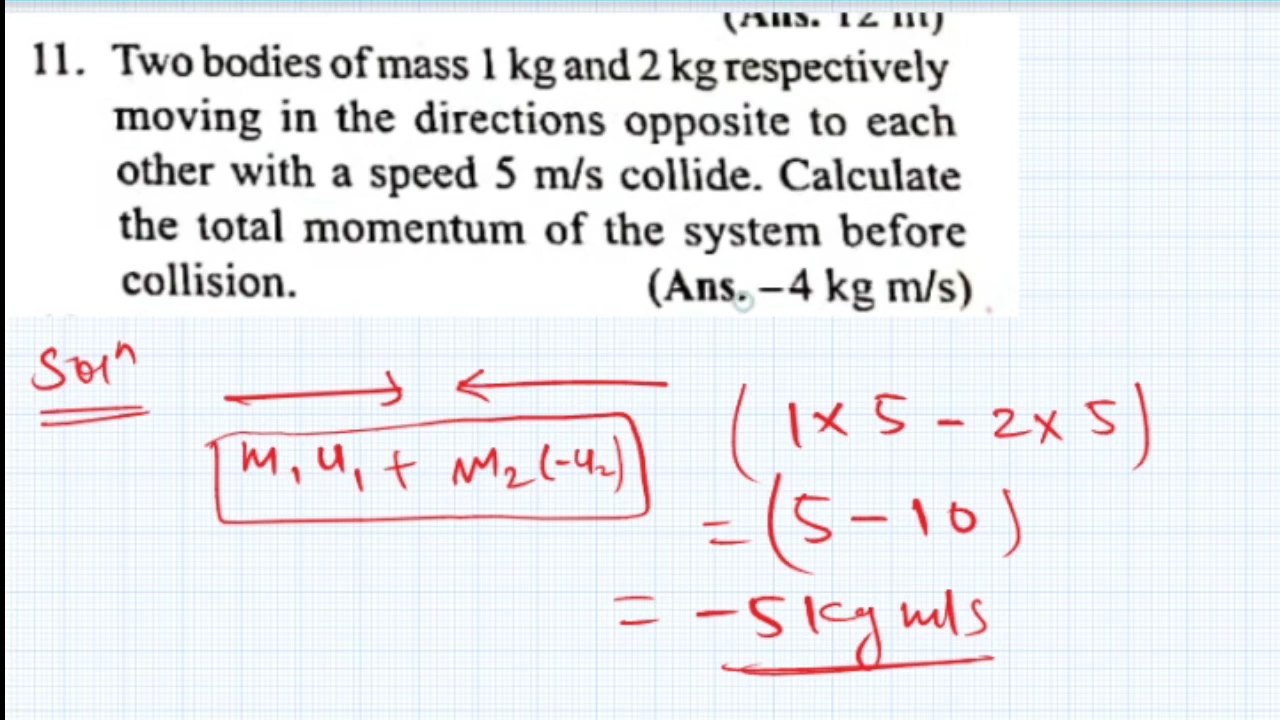 (Ans. 12 m)
11. Two bodies of mass 1 kg and 2 kg respectively
moving in the directions opposite to each
other with a speed 5 m/s collide. Calculate
the total momentum of the system before
collision. (Ans. –4 kg m/s)
Solⁿ
m₁u₁ + m₂(-u₂)
(1×5 - 2×5)
= (5-10)
= -5 kg m/s